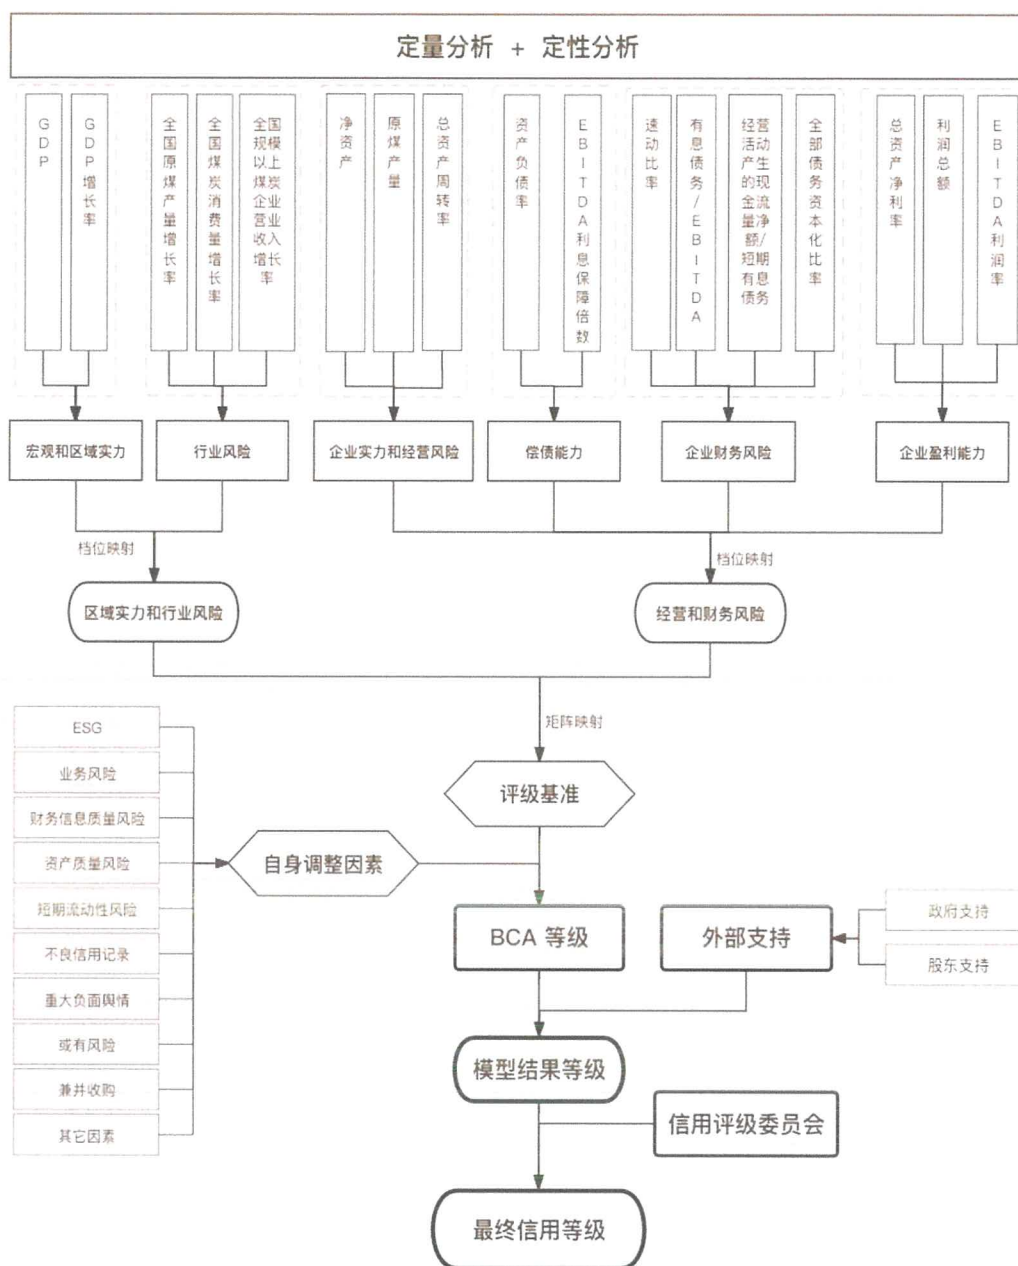 定量分析 + 定性分析
GDP
GDP增长率
全国原煤产量增长率
全国煤炭消费量增长率
全国规模以上煤炭企业营业收入增长率
净资产
原煤产量
总资产周转率
资产负债率
EBITDA利息保障倍数
速动比率
有息债务/EBITDA
经营活动产生的现金流量净额/短期有息债务
全部债务资本化比率
总资产净利率
利润总额
EBITDA利润率
宏观和区域实力
行业风险
企业实力和经营风险
偿债能力
企业财务风险
企业盈利能力
档位映射
档位映射
区域实力和行业风险
经营和财务风险
矩阵映射
ESG
业务风险
财务信息质量风险
资产质量风险
短期流动性风险
不良信用记录
重大负面舆情
或有风险
兼并收购
其它因素
自身调整因素
评级基准
BCA 等级
外部支持
政府支持
股东支持
模型结果等级
信用评级委员会
最终信用等级